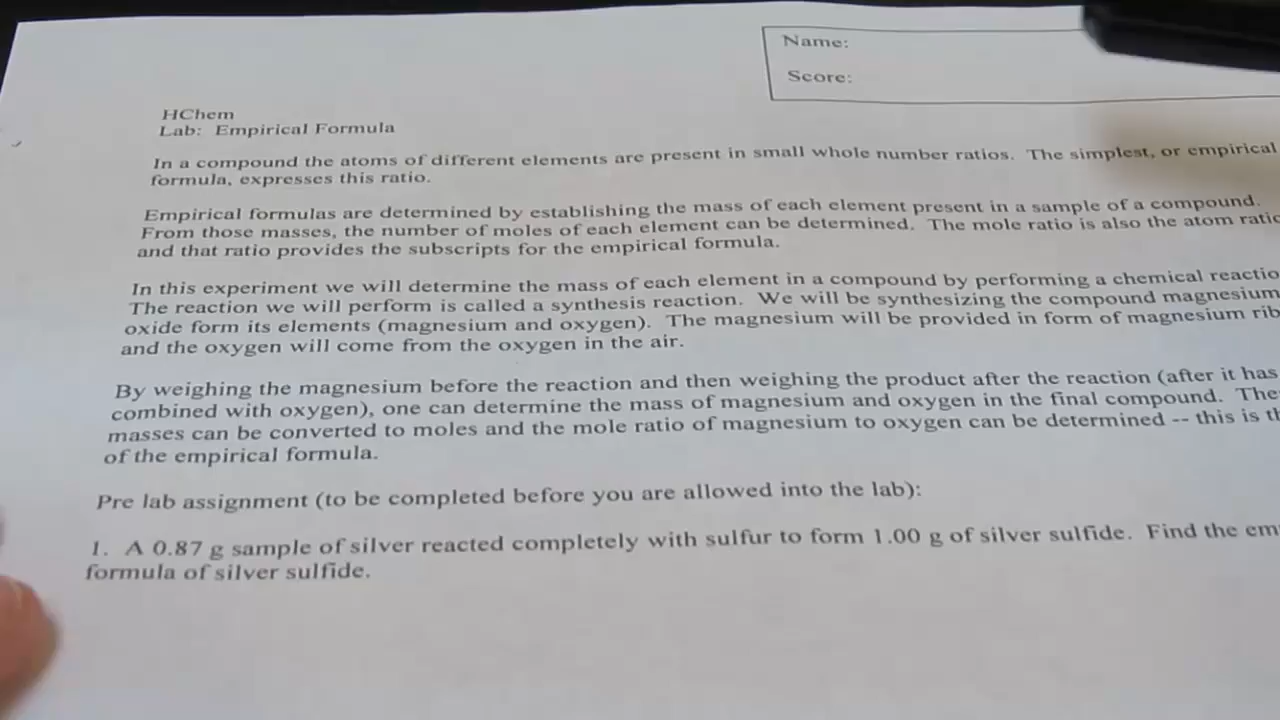 Name:
Score:
HChem
Lab: Empirical Formula
In a compound the atoms of different elements are present in small whole number ratios. The simplest, or empirical
formula, expresses this ratio.
Empirical formulas are determined by establishing the mass of each element present in a sample of a compound.
From those masses, the number of moles of each element can be determined. The mole ratio is also the atom ratio
and that ratio provides the subscripts for the empirical formula.
In this experiment we will determine the mass of each element in a compound by performing a chemical reactio
The reaction we will perform is called a synthesis reaction. We will be synthesizing the compound magnesium
oxide form its elements (magnesium and oxygen). The magnesium will be provided in form of magnesium rib
and the oxygen will come from the oxygen in the air.
By weighing the magnesium before the reaction and then weighing the product after the reaction (after it has
combined with oxygen), one can determine the mass of magnesium and oxygen in the final compound. The
masses can be converted to moles and the mole ratio of magnesium to oxygen can be determined -- this is th
of the empirical formula.
Pre lab assignment (to be completed before you are allowed into the lab):
1. A 0.87 g sample of silver reacted completely with sulfur to form 1.00 g of silver sulfide. Find the em
formula of silver sulfide.